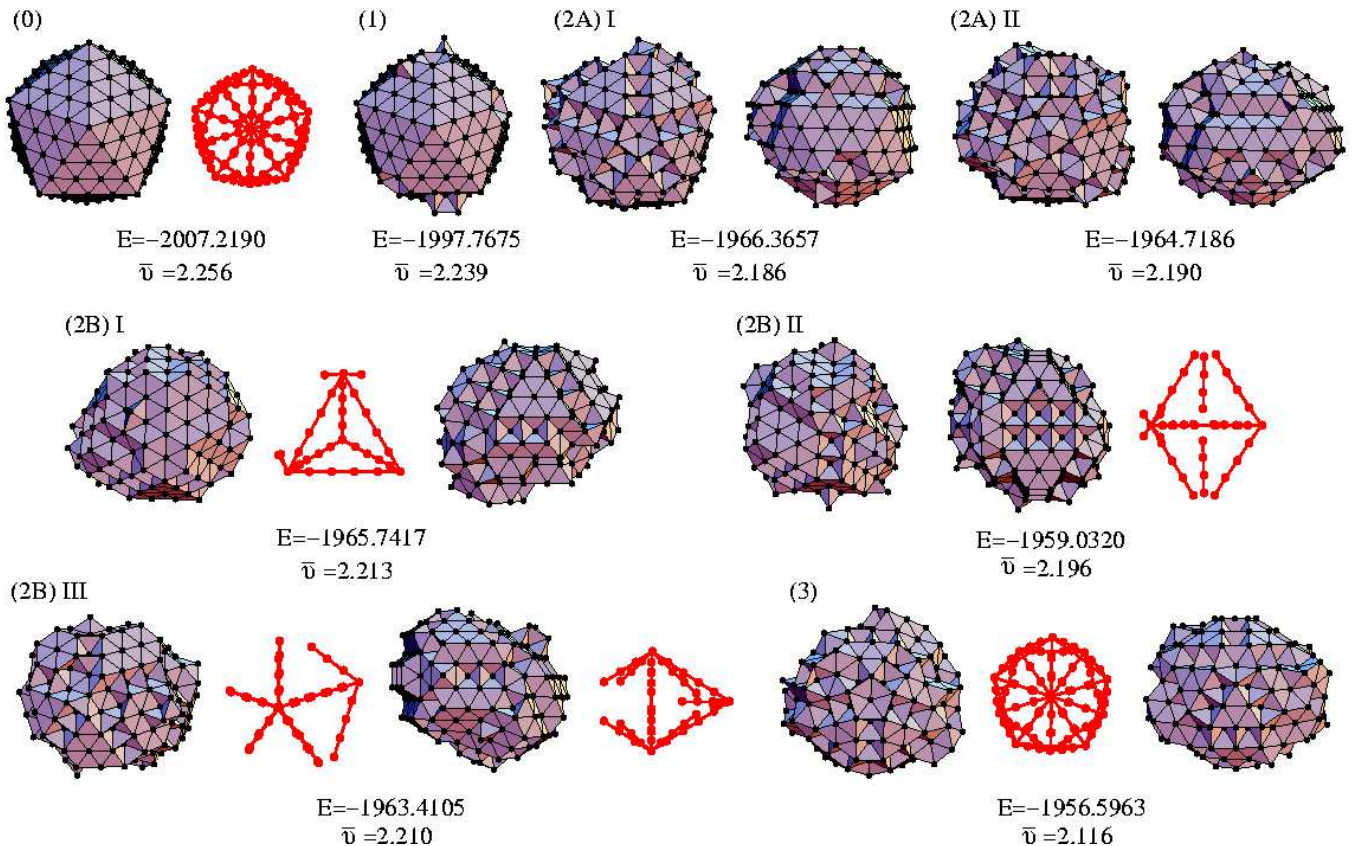 (0)
(1)
(2A) I
(2A) II
E=−2007.2190
ῡ =2.256
E=−1997.7675
ῡ =2.239
E=−1966.3657
ῡ =2.186
E=−1964.7186
ῡ =2.190
(2B) I
(2B) II
E=−1965.7417
ῡ =2.213
E=−1959.0320
ῡ =2.196
(2B) III
(3)
E=−1963.4105
ῡ =2.210
E=−1956.5963
ῡ =2.116